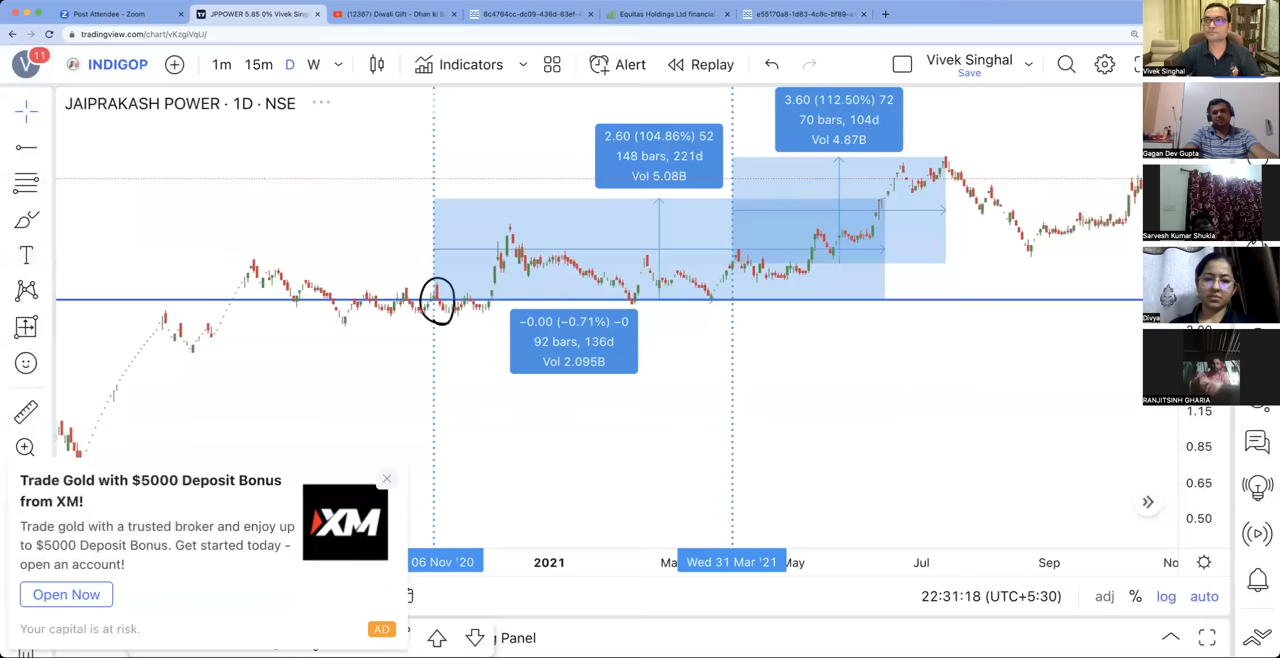 Post Attendee - Zoom
JPPOWER 5.85 0% Vivek Sing
(12367) Diwali Gift - Dhan ki B
8c4764cc-dc09-436d-83ef-
Equitas Holdings Ltd financial
e55170a8-1d83-4c8c-bf89-
tradingview.com/chart/vKzgiVqU/
V 11 INDIGOP 1m 15m D W Indicators Alert Replay Vivek Singhal
Save
JAIPRAKASH POWER · 1D · NSE
3.60 (112.50%) 72
70 bars, 104d
Vol 4.87B
2.60 (104.86%) 52
148 bars, 221d
Vol 5.08B
−0.00 (−0.71%) −0
92 bars, 136d
Vol 2.095B
Vivek Singhal
Gagan Dev Gupta
Sarvesh Kumar Shukla
Divya
RANJITSINH GHARIA
1.15
0.85
0.65
0.50
Trade Gold with $5000 Deposit Bonus
from XM!
Trade gold with a trusted broker and enjoy up
to $5000 Deposit Bonus. Get started today -
open an account!
XM
Open Now
Your capital is at risk.
AD
06 Nov '20 2021 Ma Wed 31 Mar '21 May Jul Sep No
22:31:18 (UTC+5:30) adj % log auto
g Panel